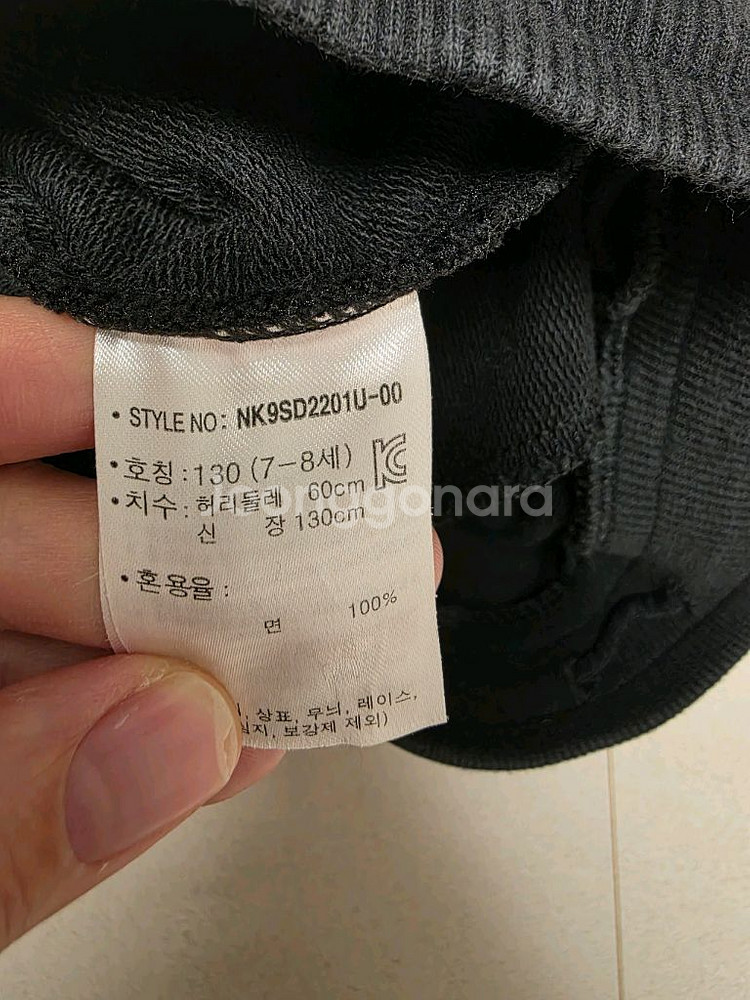 • STYLE NO: NK9SD2201U-00
• 호칭 : 130 (7-8세)
• 치수 : 허리둘레 60cm
신 장 130cm
• 혼용율 :
면 100%
상표, 무늬, 레이스,
보강제 제외)